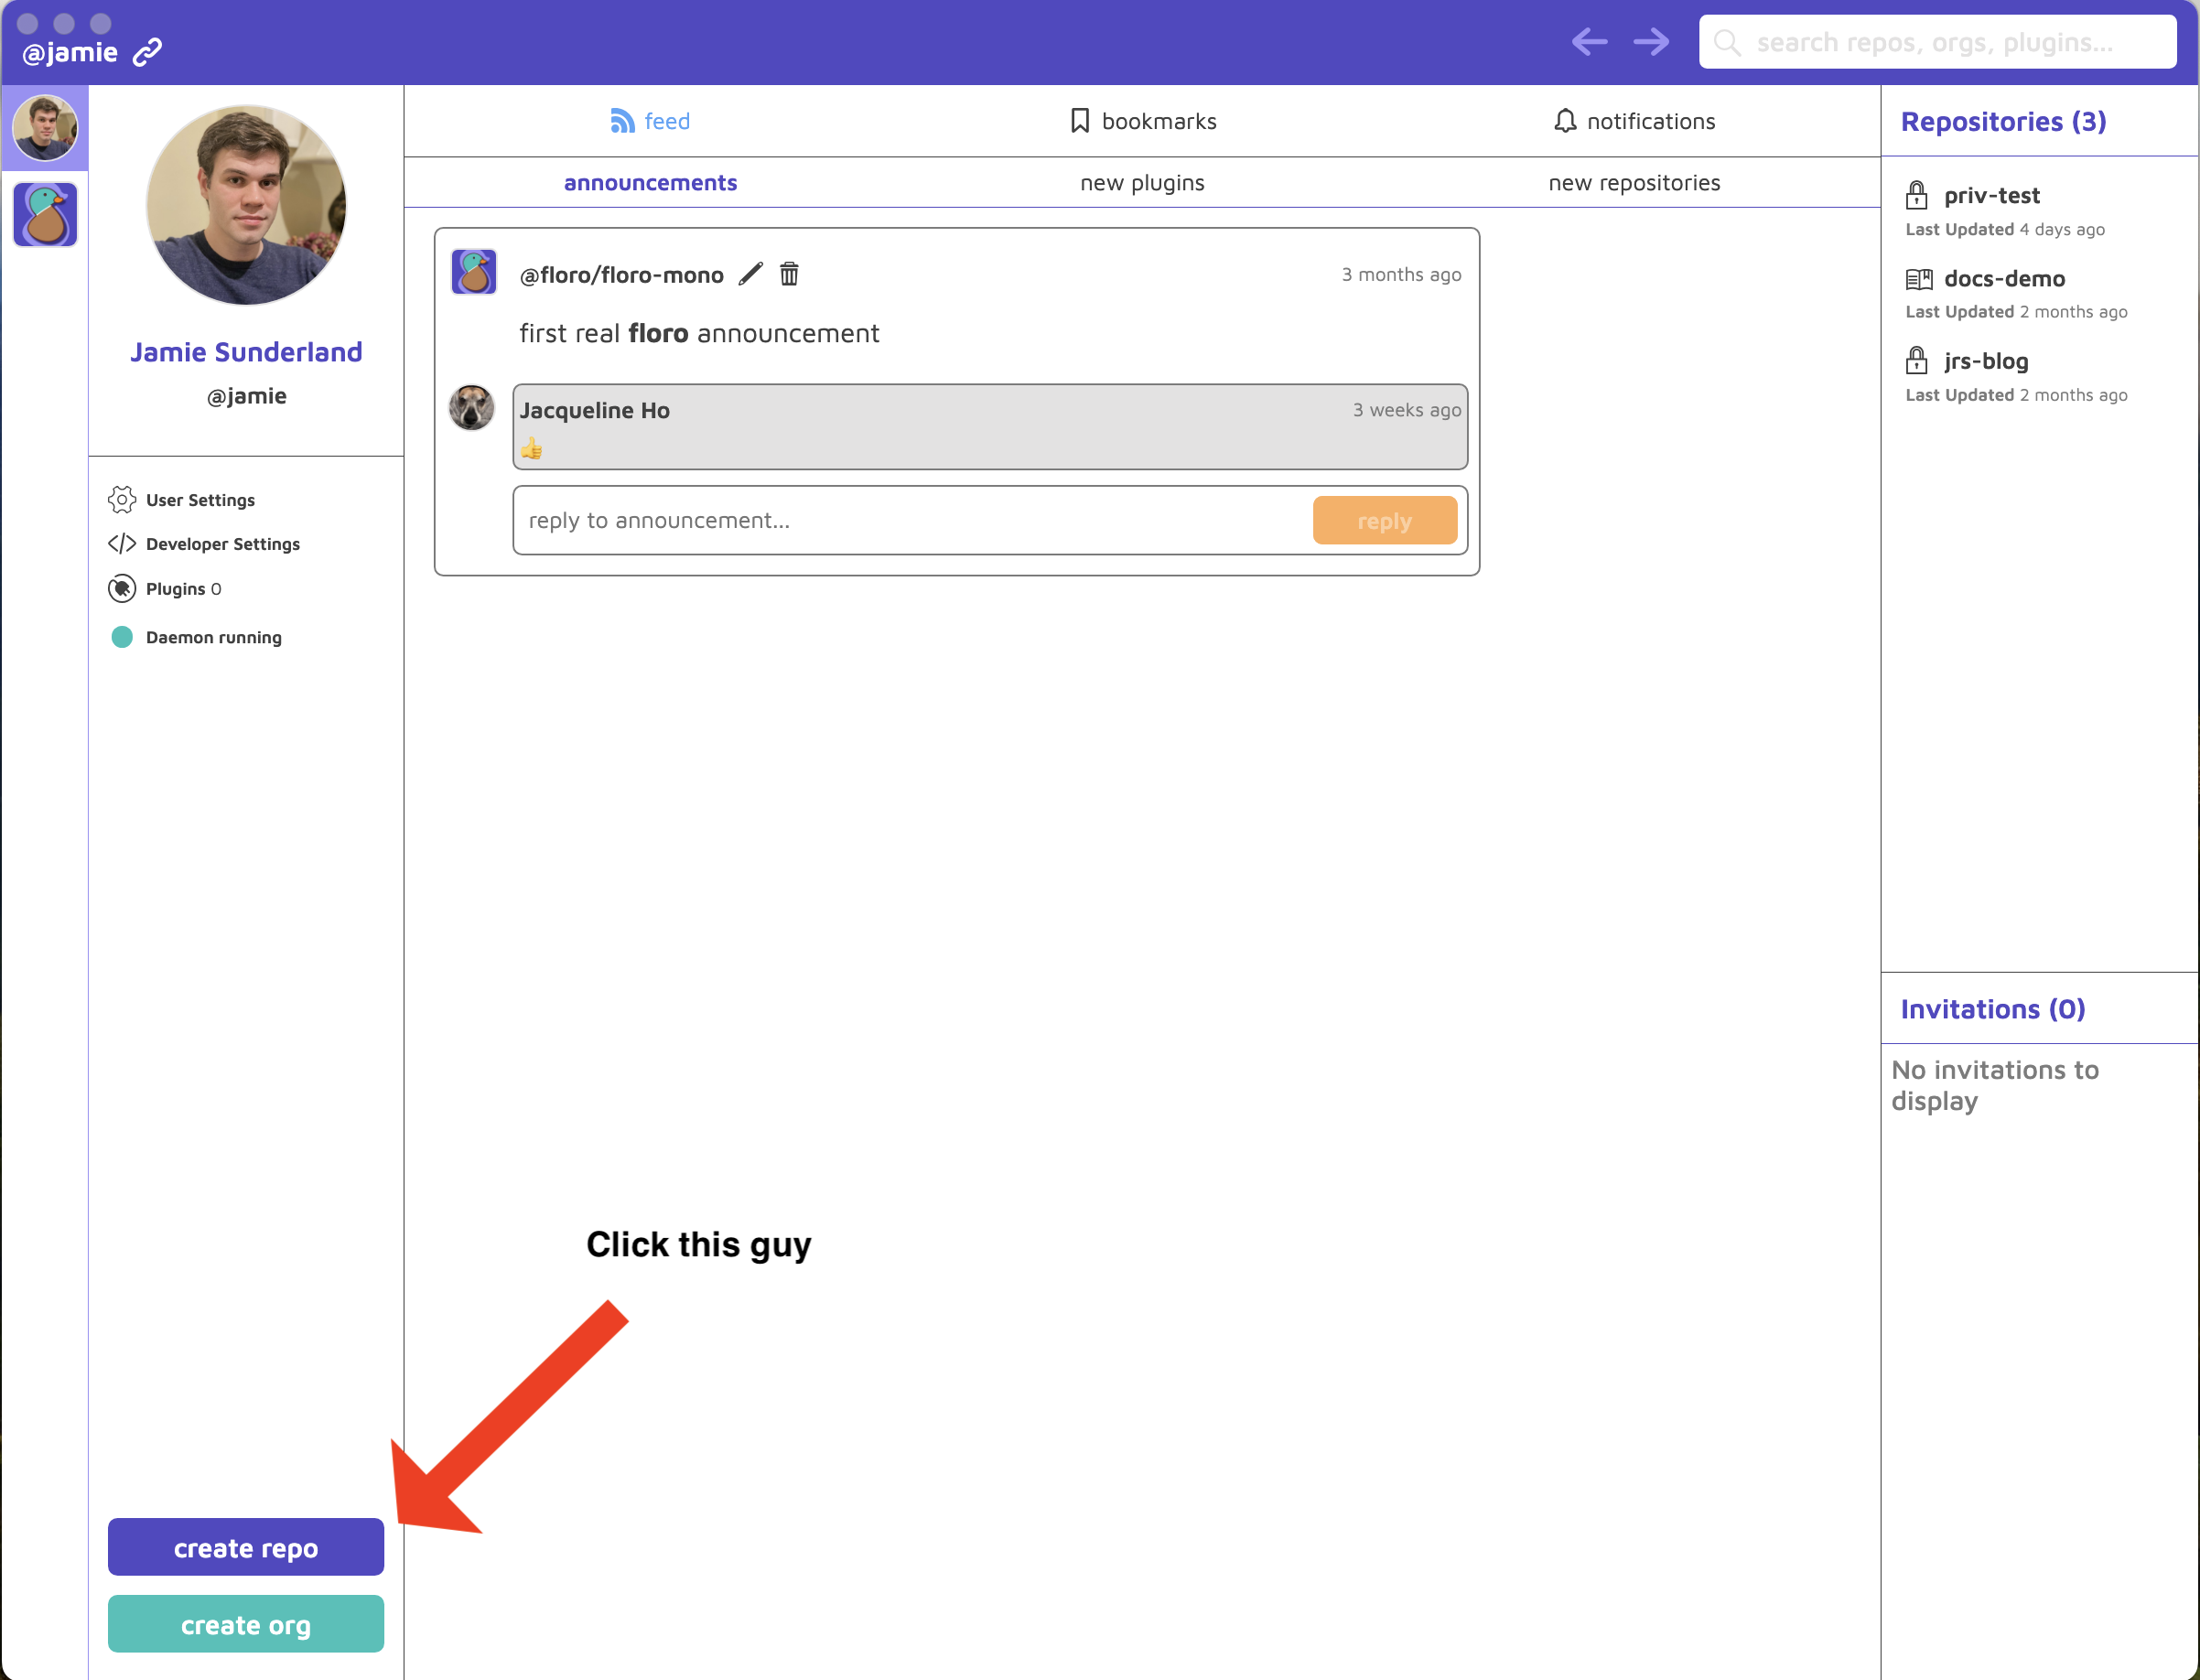 @jamie
search repos, orgs, plugins...
Jamie Sunderland
@jamie
User Settings
Developer Settings
Plugins 0
Daemon running
create repo
create org
feed
bookmarks
notifications
announcements
new plugins
new repositories
@floro/floro-mono
3 months ago
first real floro announcement
Jacqueline Ho
3 weeks ago
👍
reply to announcement...
reply
Click this guy
Repositories (3)
priv-test
Last Updated 4 days ago
docs-demo
Last Updated 2 months ago
jrs-blog
Last Updated 2 months ago
Invitations (0)
No invitations to
display